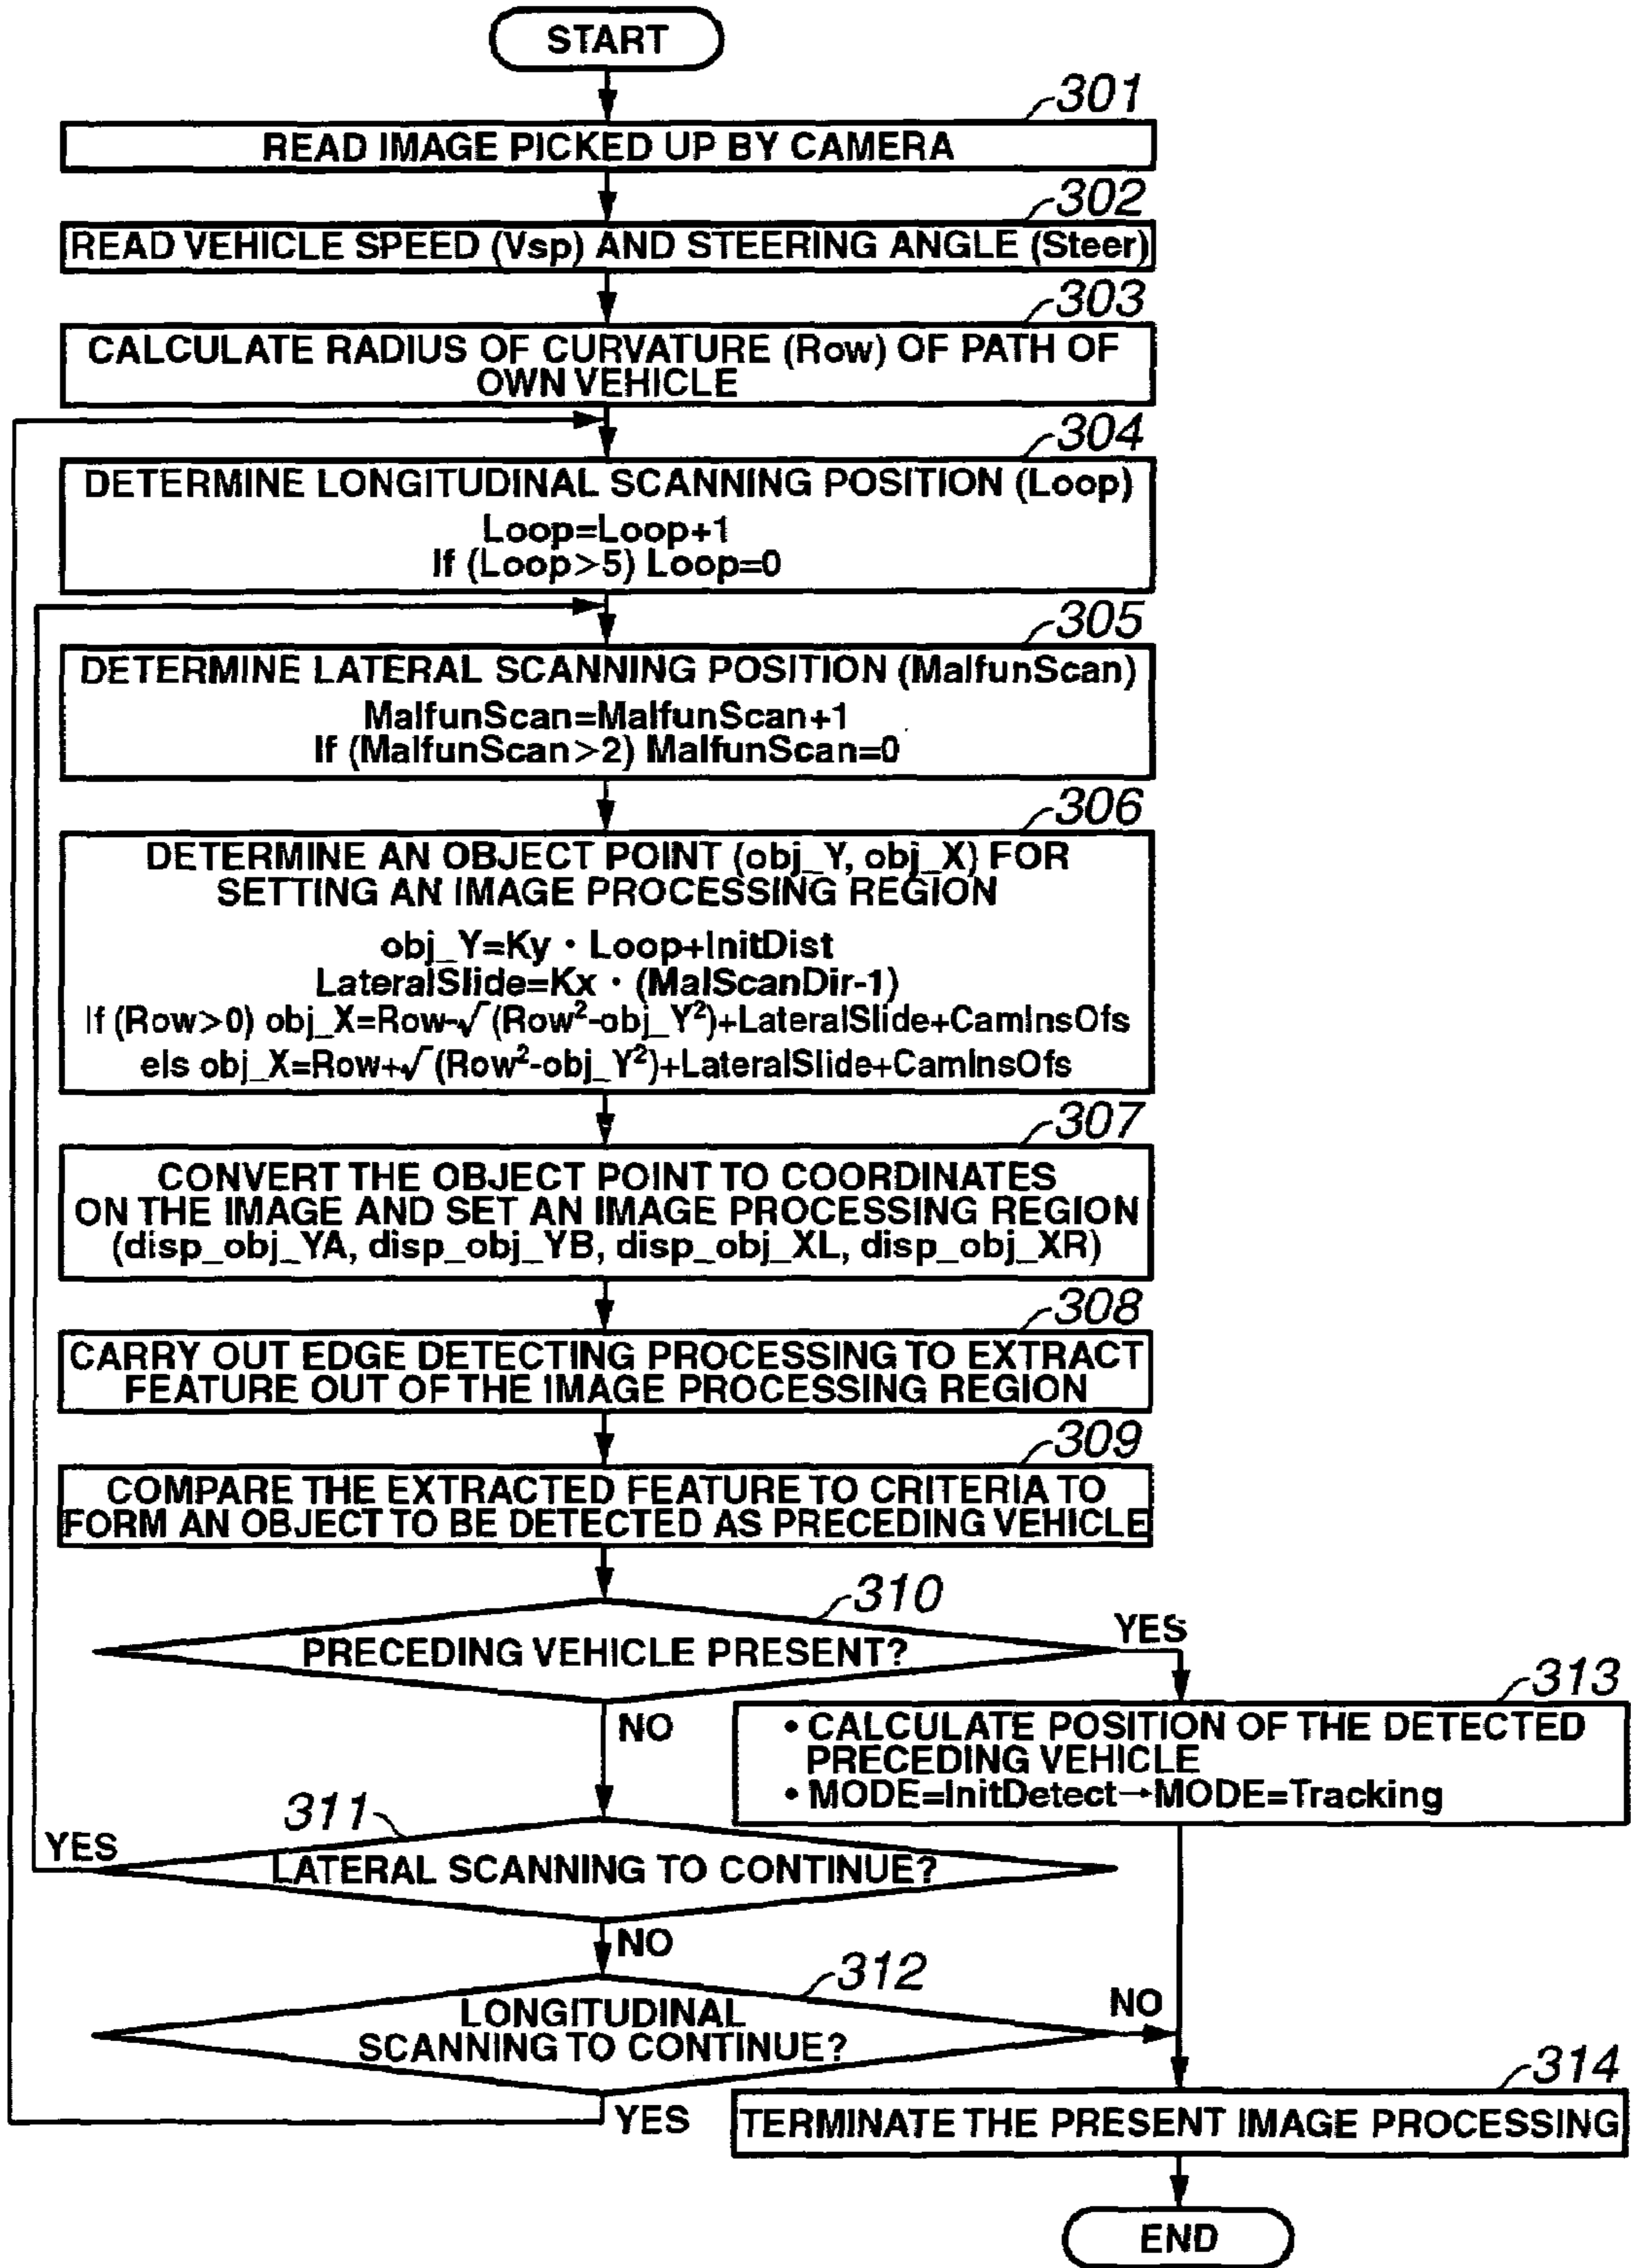 START
301
READ IMAGE PICKED UP BY CAMERA
302
READ VEHICLE SPEED (Vsp) AND STEERING ANGLE (Steer)
303
CALCULATE RADIUS OF CURVATURE (Row) OF PATH OF
OWN VEHICLE
304
DETERMINE LONGITUDINAL SCANNING POSITION (Loop)
Loop=Loop+1
If (Loop>5) Loop=0
305
DETERMINE LATERAL SCANNING POSITION (MalfunScan)
MalfunScan=MalfunScan+1
If (MalfunScan>2) MalfunScan=0
306
DETERMINE AN OBJECT POINT (obj_Y, obj_X) FOR
SETTING AN IMAGE PROCESSING REGION
obj_Y=Ky・Loop+InitDist
LateralSlide=Kx・(MalScanDir-1)
If (Row>0) obj_X=Row-√(Row²-obj_Y²)+LateralSlide+CamInsOfs
els obj_X=Row+√(Row²-obj_Y²)+LateralSlide+CamInsOfs
307
CONVERT THE OBJECT POINT TO COORDINATES
ON THE IMAGE AND SET AN IMAGE PROCESSING REGION
(disp_obj_YA, disp_obj_YB, disp_obj_XL, disp_obj_XR)
308
CARRY OUT EDGE DETECTING PROCESSING TO EXTRACT
FEATURE OUT OF THE IMAGE PROCESSING REGION
309
COMPARE THE EXTRACTED FEATURE TO CRITERIA TO
FORM AN OBJECT TO BE DETECTED AS PRECEDING VEHICLE
310
PRECEDING VEHICLE PRESENT?
YES
NO
313
• CALCULATE POSITION OF THE DETECTED
PRECEDING VEHICLE
• MODE=InitDetect→MODE=Tracking
311
YES
LATERAL SCANNING TO CONTINUE?
NO
312
LONGITUDINAL
SCANNING TO CONTINUE?
NO
YES
314
TERMINATE THE PRESENT IMAGE PROCESSING
END